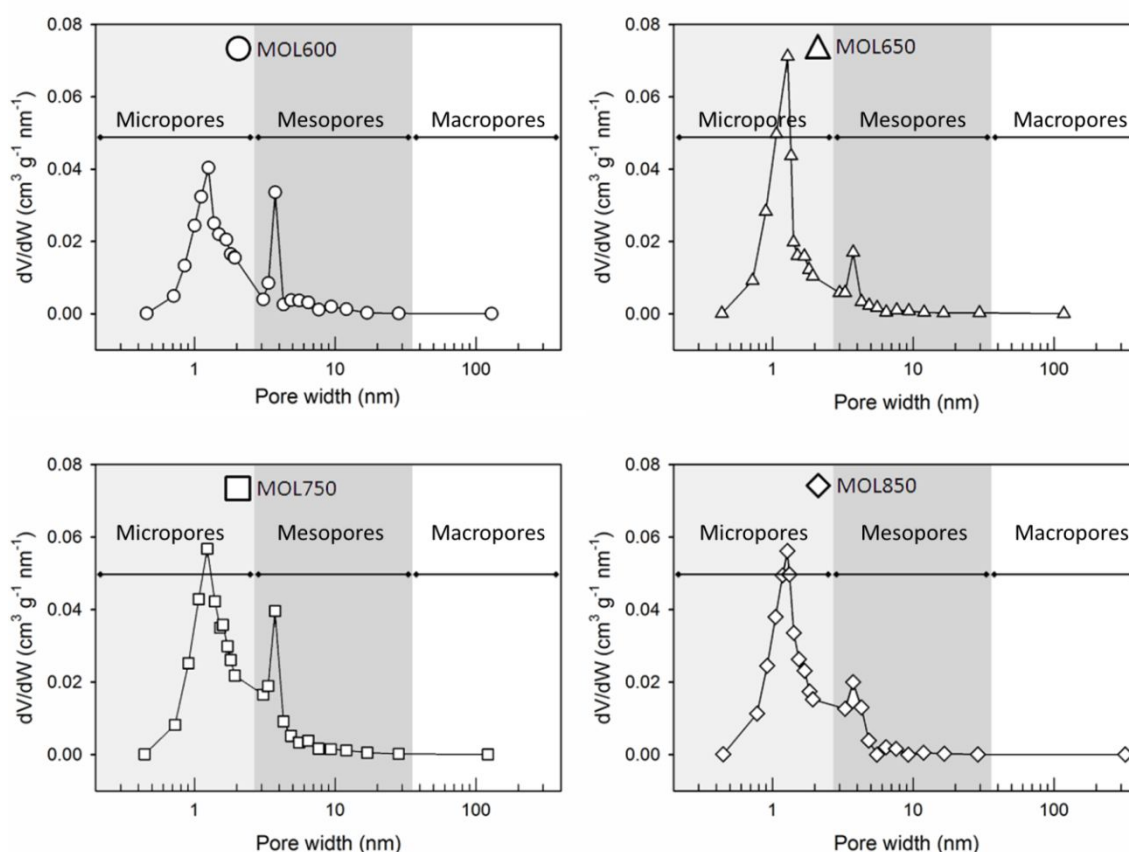 MOL600
Micropores Mesopores Macropores
0.08
0.06
0.04
0.02
0.00
dV/dW (cm³ g⁻¹ nm⁻¹)
1 10 100
Pore width (nm)
MOL650
Micropores Mesopores Macropores
0.08
0.06
0.04
0.02
0.00
dV/dW (cm³ g⁻¹ nm⁻¹)
1 10 100
Pore width (nm)
MOL750
Micropores Mesopores Macropores
0.08
0.06
0.04
0.02
0.00
dV/dW (cm³ g⁻¹ nm⁻¹)
1 10 100
Pore width (nm)
MOL850
Micropores Mesopores Macropores
0.08
0.06
0.04
0.02
0.00
dV/dW (cm³ g⁻¹ nm⁻¹)
1 10 100
Pore width (nm)